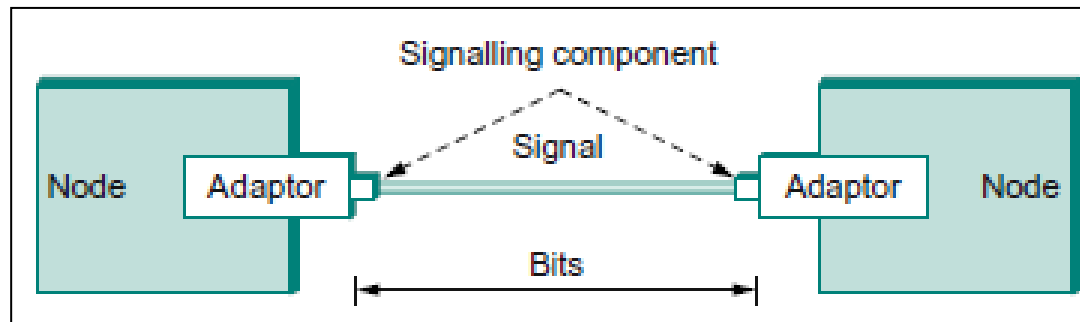 Signalling component
Signal
Node
Adaptor
Adaptor
Node
Bits